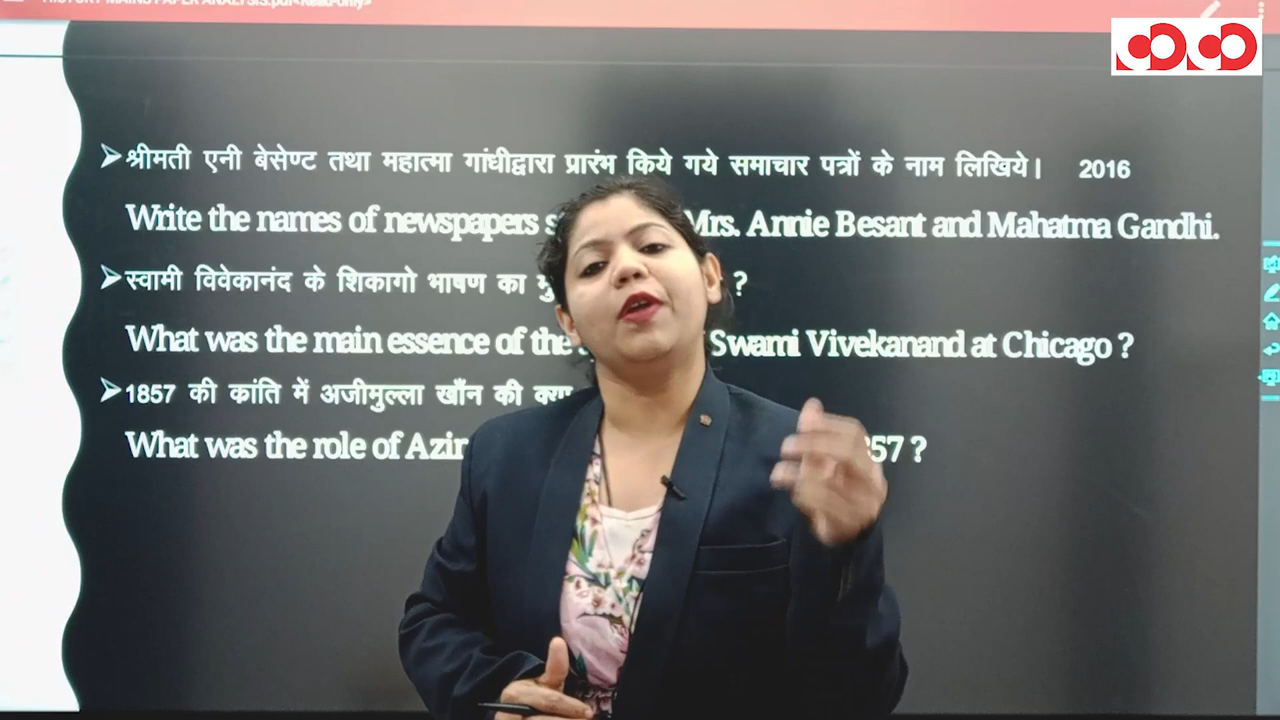 HISTORY MAINS PAPER ANALYSIS.pdf<Read-only>
➢श्रीमती एनी बेसेण्ट तथा महात्मा गांधीद्वारा प्रारंभ किये गये समाचार पत्रों के नाम लिखिये। 2016
Write the names of newspapers Mrs. Annie Besant and Mahatma Gandhi.
➢स्वामी विवेकानंद के शिकागो भाषण का ?
What was the main essence of the Swami Vivekanand at Chicago ?
➢1857 की क्रांति में अजीमुल्ला खाँन की क्या
What was the role of 57 ?